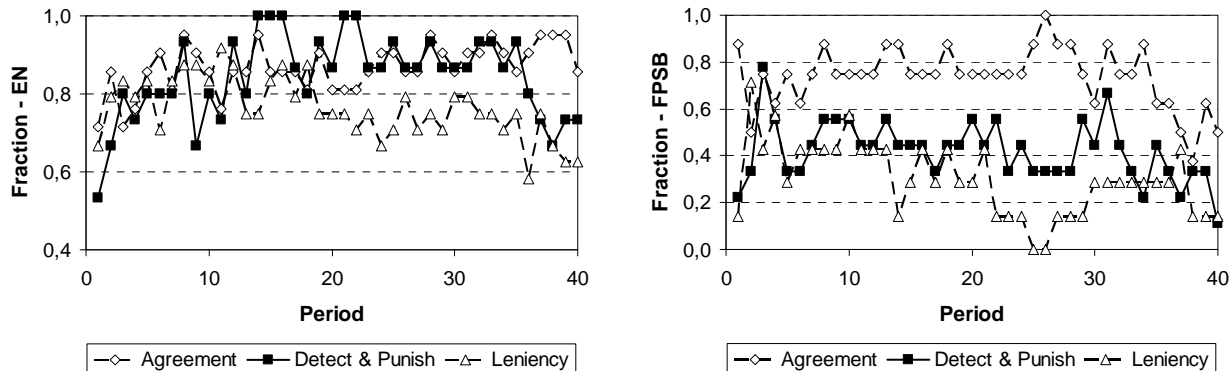 Fraction - EN
1,0
0,8
0,6
0,4
0 10 20 30 40
Period
Agreement Detect & Punish Leniency
Fraction - FPSB
1,0
0,8
0,6
0,4
0,2
0,0
0 10 20 30 40
Period
Agreement Detect & Punish Leniency